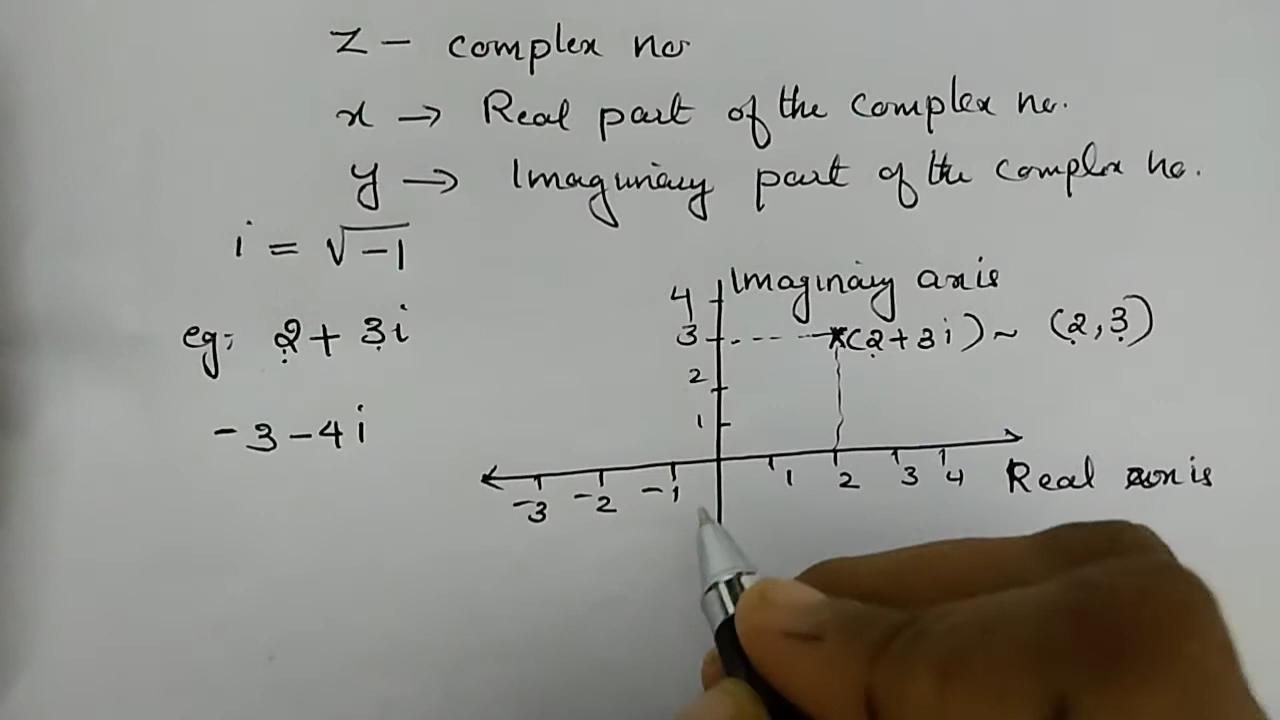 z - complex no
x → Real part of the complex no.
y → Imaginary part of the complex no.
i = √-1
eg: 2 + 3i
-3 - 4i
Imaginary axis
4
3 (2+3i) ~ (2,3)
2
1
-3 -2 -1 1 2 3 4 Real axis